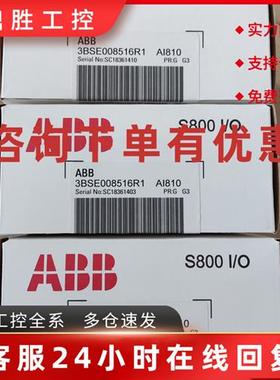 胜工控
实力
支持
ABB
3BSE008516R1 AI810
Serial No:SC18361410 PR:G G3
S800 I/O
咨询下单有优惠
ABB
3BSE008516R1 AI810
Serial No:SC18361403 PR:G G3
ABB
S800 I/O
工控全系 多仓速发
客服24小时在线回复